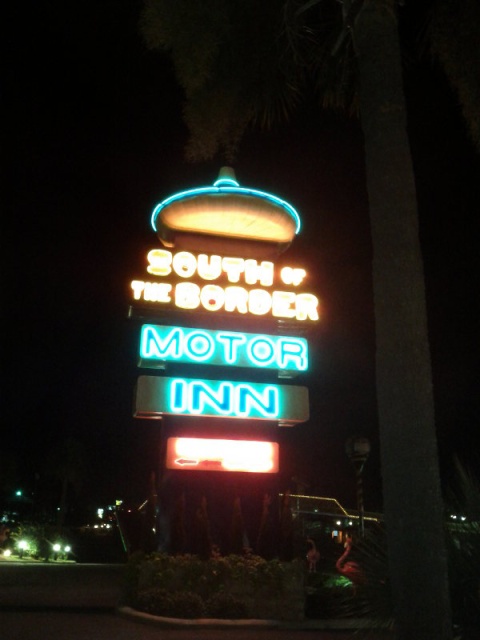 SOUTH OF
THE BORDER
MOTOR
INN